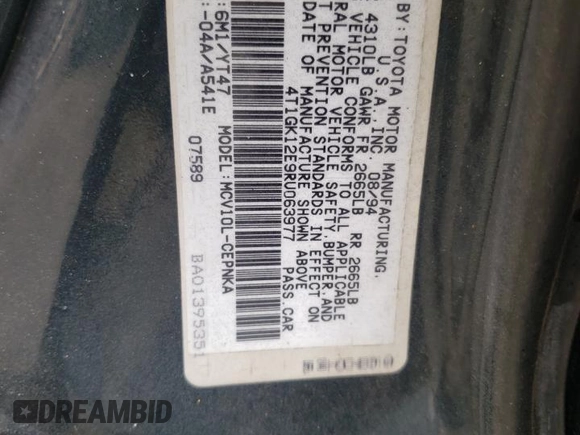 BY: TOYOTA MOTOR MANUFACTURING,
U.S.A., INC. 08/94
4310LB GAWR FR 2665LB RR 2665LB
VEHICLE CONFORMS TO ALL APPLICABLE
RAL MOTOR VEHICLE SAFETY, BUMPER AND
T PREVENTION STANDARDS IN EFFECT ON
DATE OF MANUFACTURE SHOWN ABOVE
4T1GK12E9RU063977 PASS.CAR
:6M1/YT47 MODEL:MCV10L-CEPNKA
:-04A/A541E
07589 BA01395351
DREAMBID